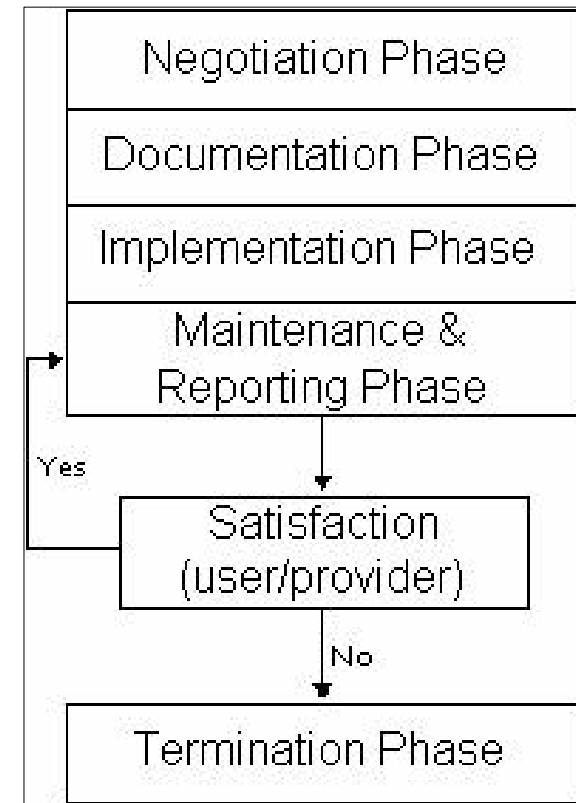 Negotiation Phase
Documentation Phase
Implementation Phase
Maintenance &
Reporting Phase
Yes
Satisfaction
(user/provider)
No
Termination Phase